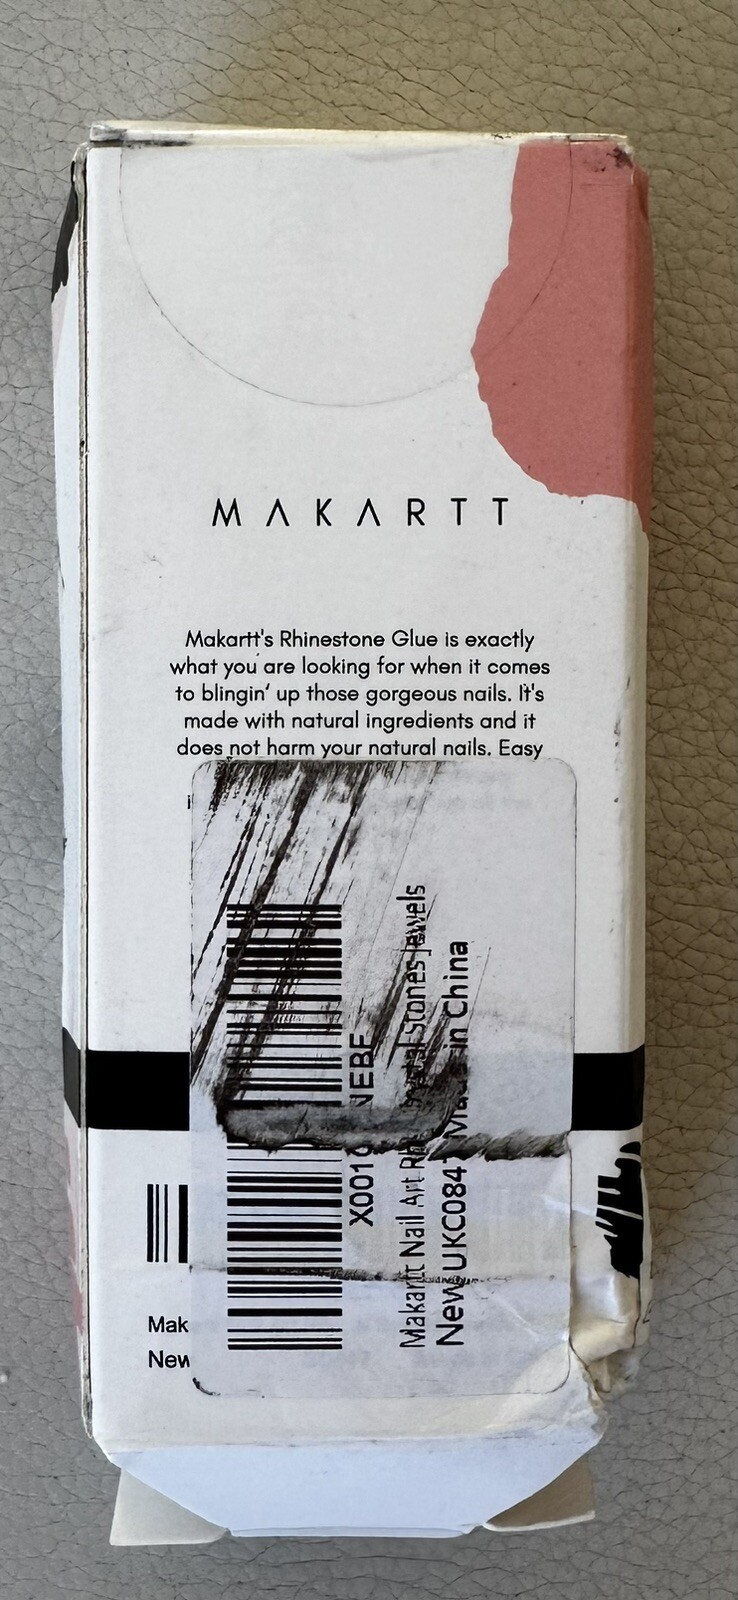 MAKARTT
Makartt's Rhinestone Glue is exactly
what you are looking for when it comes
to blingin' up those gorgeous nails. It's
made with natural ingredients and it
does not harm your natural nails. Easy
Makartt Nail Art Stones Jewels
New UKC084 Made in China
Mak
New